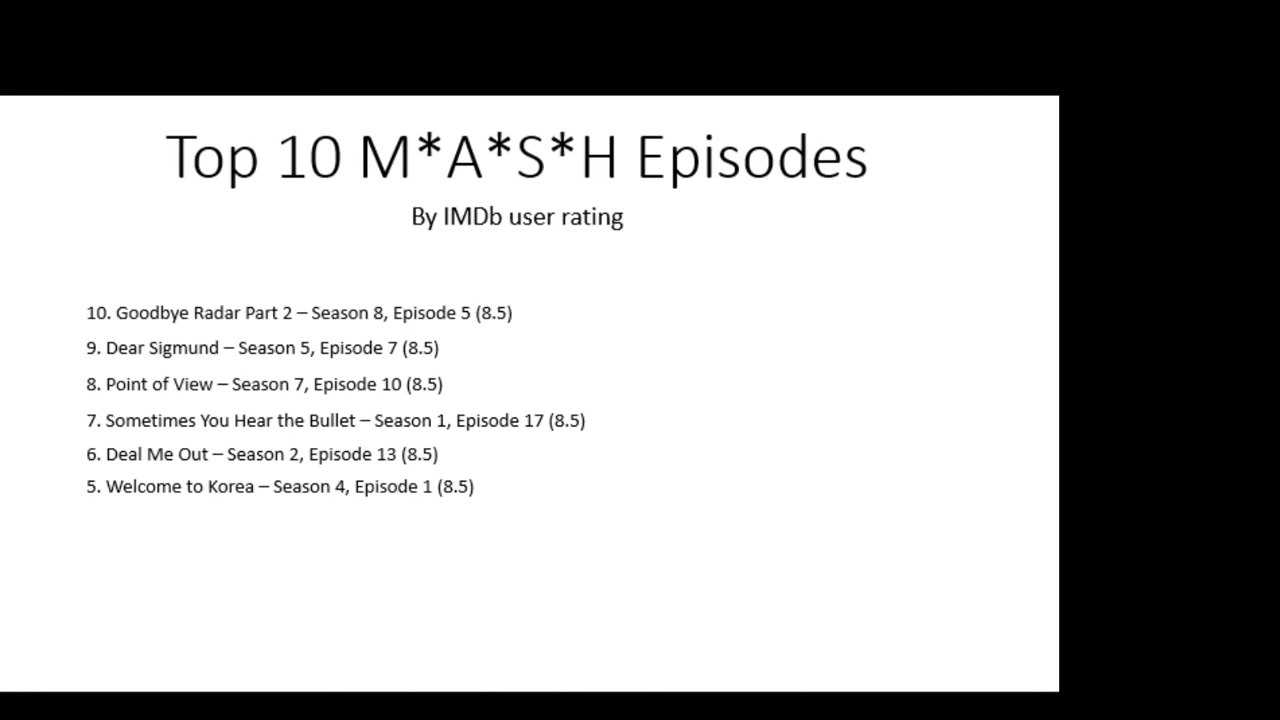 Top 10 M*A*S*H Episodes
By IMDb user rating
10. Goodbye Radar Part 2 – Season 8, Episode 5 (8.5)
9. Dear Sigmund – Season 5, Episode 7 (8.5)
8. Point of View – Season 7, Episode 10 (8.5)
7. Sometimes You Hear the Bullet – Season 1, Episode 17 (8.5)
6. Deal Me Out – Season 2, Episode 13 (8.5)
5. Welcome to Korea – Season 4, Episode 1 (8.5)